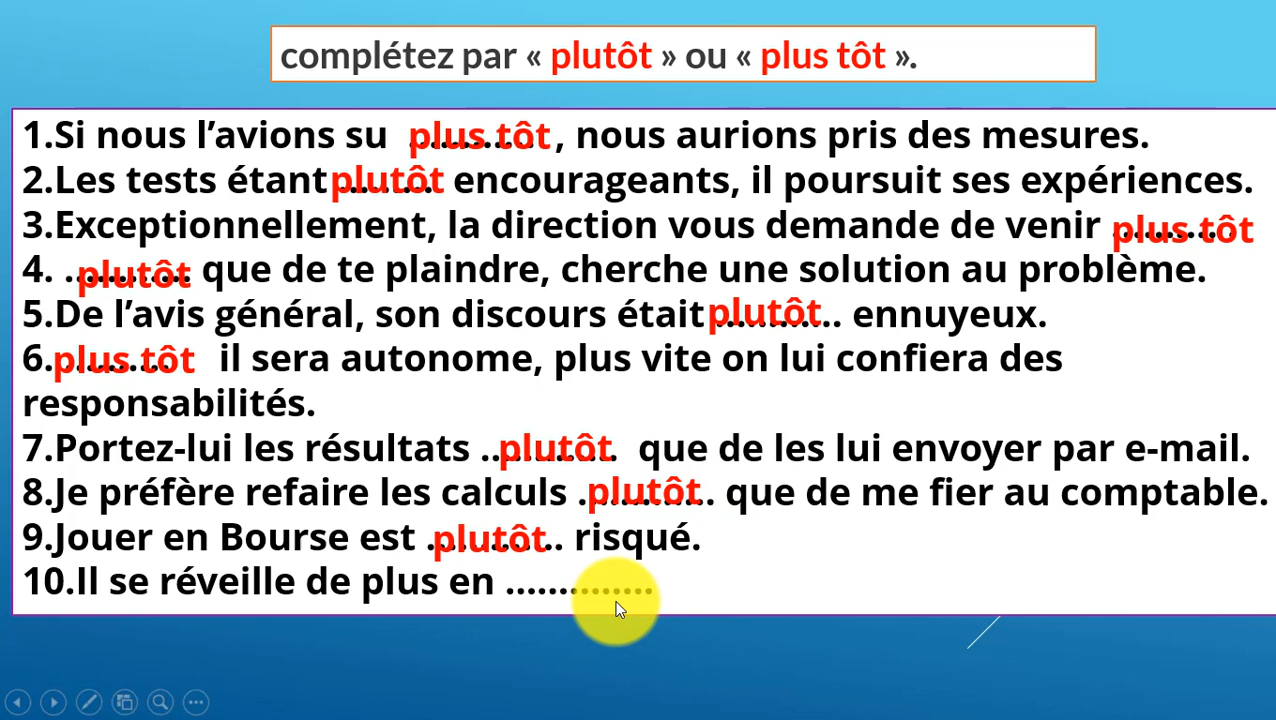 complétez par « plutôt » ou « plus tôt ».
1.Si nous l’avions su plus tôt, nous aurions pris des mesures.
2.Les tests étant plutôt encourageants, il poursuit ses expériences.
3.Exceptionnellement, la direction vous demande de venir plus tôt
4. plutôt que de te plaindre, cherche une solution au problème.
5.De l’avis général, son discours était plutôt ennuyeux.
6.plus tôt il sera autonome, plus vite on lui confiera des
responsabilités.
7.Portez-lui les résultats plutôt que de les lui envoyer par e-mail.
8.Je préfère refaire les calculs plutôt que de me fier au comptable.
9.Jouer en Bourse est plutôt risqué.
10.Il se réveille de plus en ..............